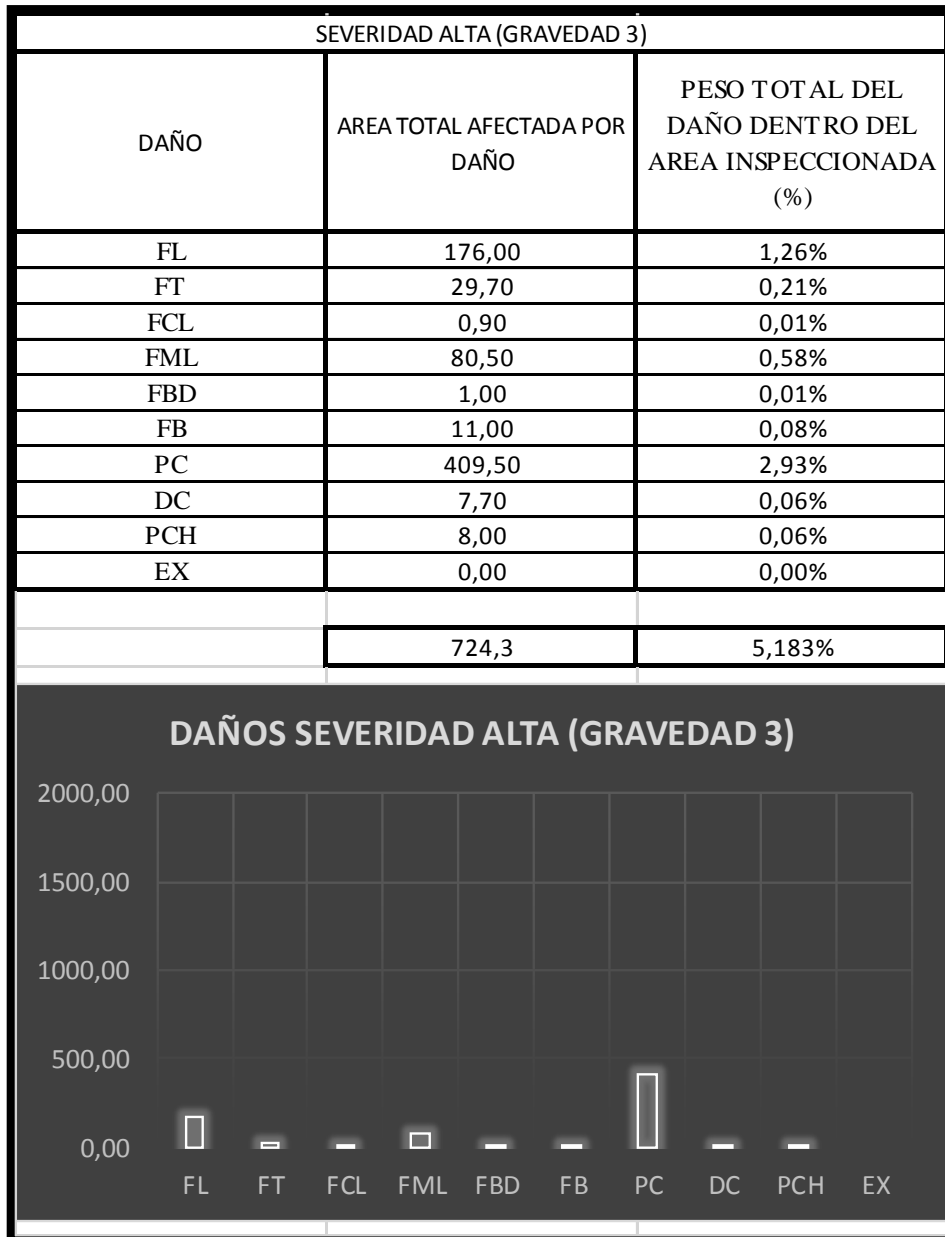 SEVERIDAD ALTA (GRAVEDAD 3)
DAÑO AREA TOTAL AFECTADA POR DAÑO PESO TOTAL DEL DAÑO DENTRO DEL AREA INSPECCIONADA (%)
FL 176,00 1,26%
FT 29,70 0,21%
FCL 0,90 0,01%
FML 80,50 0,58%
FBD 1,00 0,01%
FB 11,00 0,08%
PC 409,50 2,93%
DC 7,70 0,06%
PCH 8,00 0,06%
EX 0,00 0,00%
724,3 5,183%
DAÑOS SEVERIDAD ALTA (GRAVEDAD 3)
2000,00
1500,00
1000,00
500,00
0,00
FL FT FCL FML FBD FB PC DC PCH EX